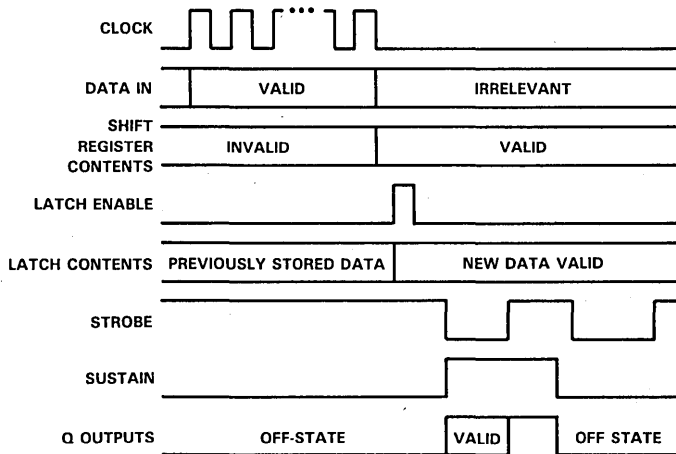 CLOCK
DATA IN VALID IRRELEVANT
SHIFT
REGISTER INVALID VALID
CONTENTS
LATCH ENABLE
LATCH CONTENTS PREVIOUSLY STORED DATA NEW DATA VALID
STROBE
SUSTAIN
Q OUTPUTS OFF-STATE VALID OFF STATE